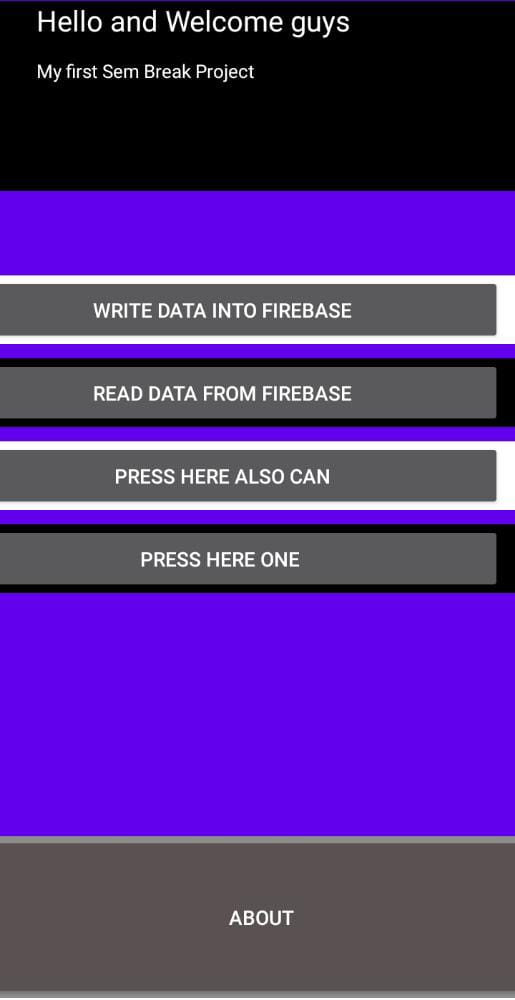 Hello and Welcome guys
My first Sem Break Project
WRITE DATA INTO FIREBASE
READ DATA FROM FIREBASE
PRESS HERE ALSO CAN
PRESS HERE ONE
ABOUT